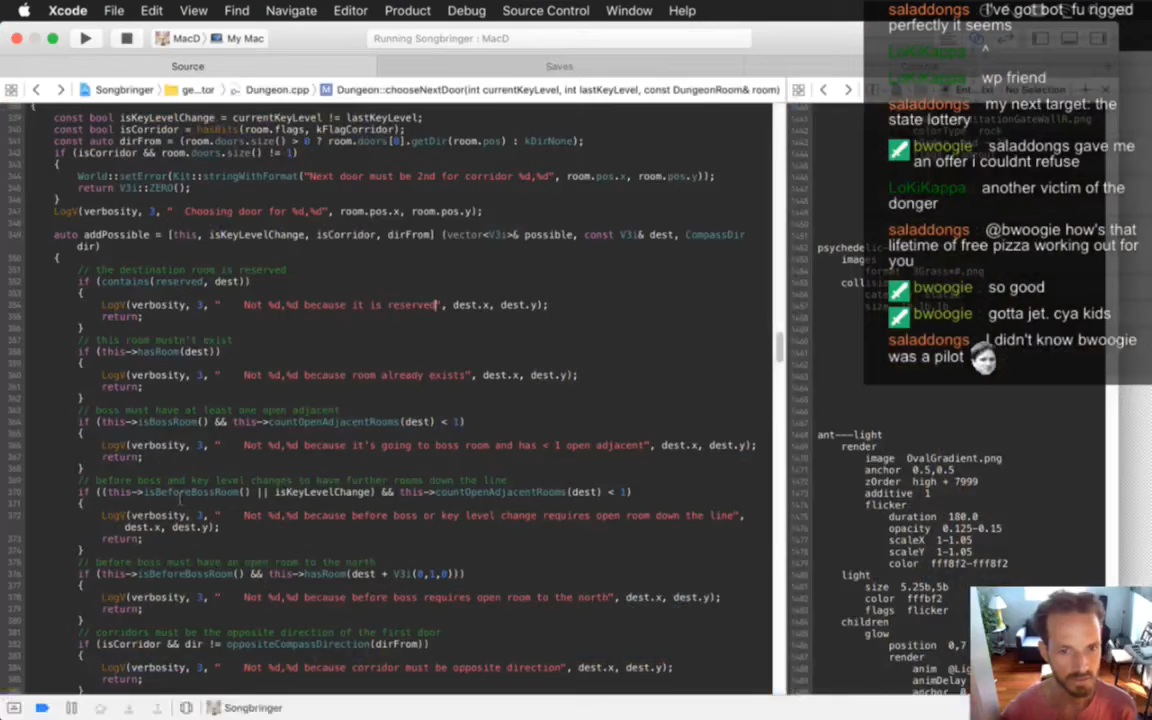 Xcode File Edit View Find Navigate Editor Product Debug Source Control Window Help
MacD My Mac
Running Songbringer : MacD
Source
Saves
Songbringer ge...tor Dungeon.cpp M Dungeon::chooseNextDoor(int currentKeyLevel, int lastKeyLevel, const DungeonRoom& room)
{
const bool isKeyLevelChange = currentKeyLevel != lastKeyLevel;
const bool isCorridor = hasBits(room.flags, kFlagCorridor);
const auto dirFrom = (room.doors.size() > 0 ? room.doors[0].getDir(room.pos) : kDirNone);
if (isCorridor && room.doors.size() != 1)
{
World::setError(Kit::stringWithFormat("Next door must be 2nd for corridor %d,%d", room.pos.x, room.pos.y));
return V3i::ZERO();
}
LogV(verbosity, 3, "  Choosing door for %d,%d", room.pos.x, room.pos.y);
auto addPossible = [this, isKeyLevelChange, isCorridor, dirFrom] (vector<V3i>& possible, const V3i& dest, CompassDir
dir)
{
// the destination room is reserved
if (contains(reserved, dest))
{
LogV(verbosity, 3, "    Not %d,%d because it is reserved", dest.x, dest.y);
return;
}
// this room mustn't exist
if (this->hasRoom(dest))
{
LogV(verbosity, 3, "    Not %d,%d because room already exists", dest.x, dest.y);
return;
}
// boss must have at least one open adjacent
if (this->isBossRoom() && this->countOpenAdjacentRooms(dest) < 1)
{
LogV(verbosity, 3, "    Not %d,%d because it's going to boss room and has < 1 open adjacent", dest.x, dest.y);
return;
}
// before boss and key level changes to have further rooms down the line
if ((this->isBeforeBossRoom() || isKeyLevelChange) && this->countOpenAdjacentRooms(dest) < 1)
{
LogV(verbosity, 3, "    Not %d,%d because before boss or key level change requires open room down the line",
dest.x, dest.y);
return;
}
// before boss must have an open room to the north
if (this->isBeforeBossRoom() && this->hasRoom(dest + V3i(0,1,0)))
{
LogV(verbosity, 3, "    Not %d,%d because before boss requires open room to the north", dest.x, dest.y);
return;
}
// corridors must be the opposite direction of the first door
if (isCorridor && dir != oppositeCompassDirection(dirFrom))
{
LogV(verbosity, 3, "    Not %d,%d because corridor must be opposite direction", dest.x, dest.y);
return;
}
Songbringer
saladdongs I've got bot_fu rigged
perfectly it seems
LoKiKappa ^
LoKiKappa wp friend
saladdongs my next target: the
state lottery
bwoogie saladdongs gave me
an offer i couldnt refuse
LoKiKappa another victim of the
donger
saladdongs @bwoogie how's that
lifetime of free pizza working out for
you
bwoogie so good
bwoogie gotta jet. cya kids
saladdongs I didn't know bwoogie
was a pilot
images
ant---light
render
image OvalGradient.png
anchor 0.5,0.5
zOrder high + 7999
additive 1
flicker
duration 180.0
opacity 0.125-0.15
scaleX 1-1.05
scaleY 1-1.05
color fff8f2-fff8f2
light
size 5.25b,5b
color fffbf2
flags flicker
children
glow
position 0,7
render